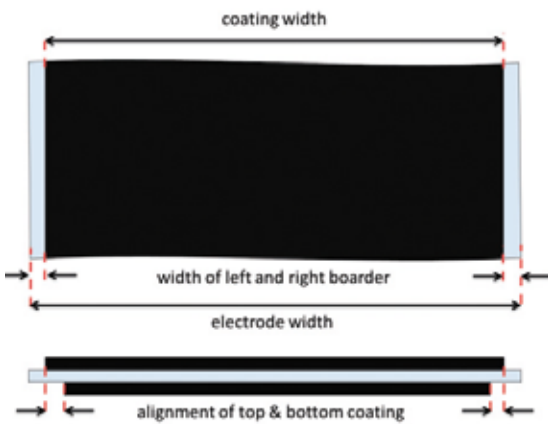 coating width
width of left and right boarder
electrode width
alignment of top & bottom coating